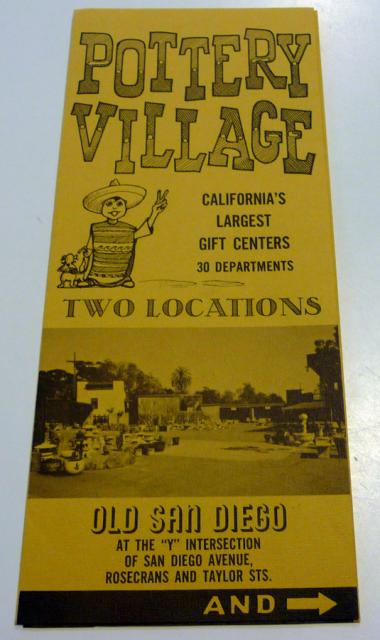 POTTERY
VILLAGE
CALIFORNIA'S
LARGEST
GIFT CENTERS
30 DEPARTMENTS
TWO LOCATIONS
OLD SAN DIEGO
AT THE "Y" INTERSECTION
OF SAN DIEGO AVENUE,
ROSECRANS AND TAYLOR STS.
AND